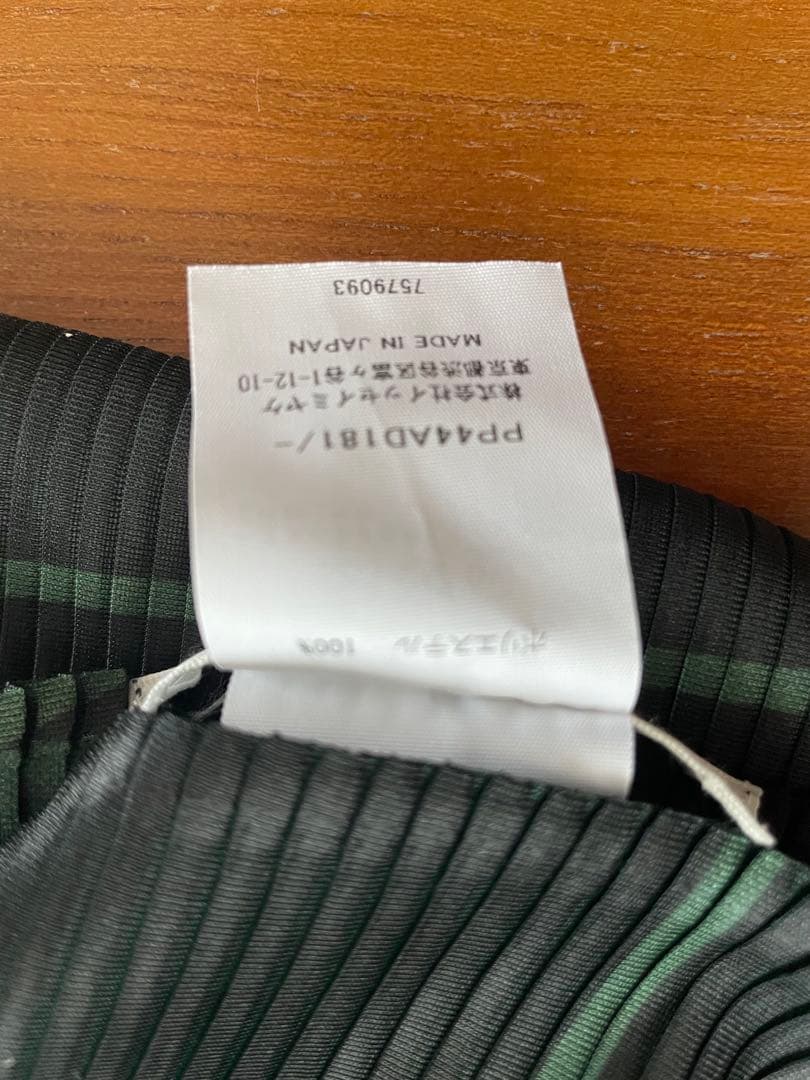 ポリエステル 100%
PP44AD181/-
株式会社イッセイミヤケ
東京都渋谷区富ヶ谷1-12-10
MADE IN JAPAN
7579093